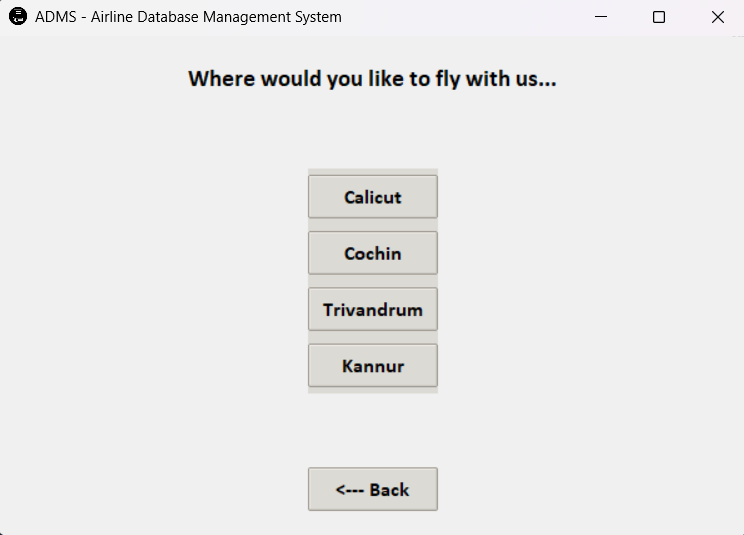 ADMS - Airline Database Management System
Where would you like to fly with us...
Calicut
Cochin
Trivandrum
Kannur
<--- Back